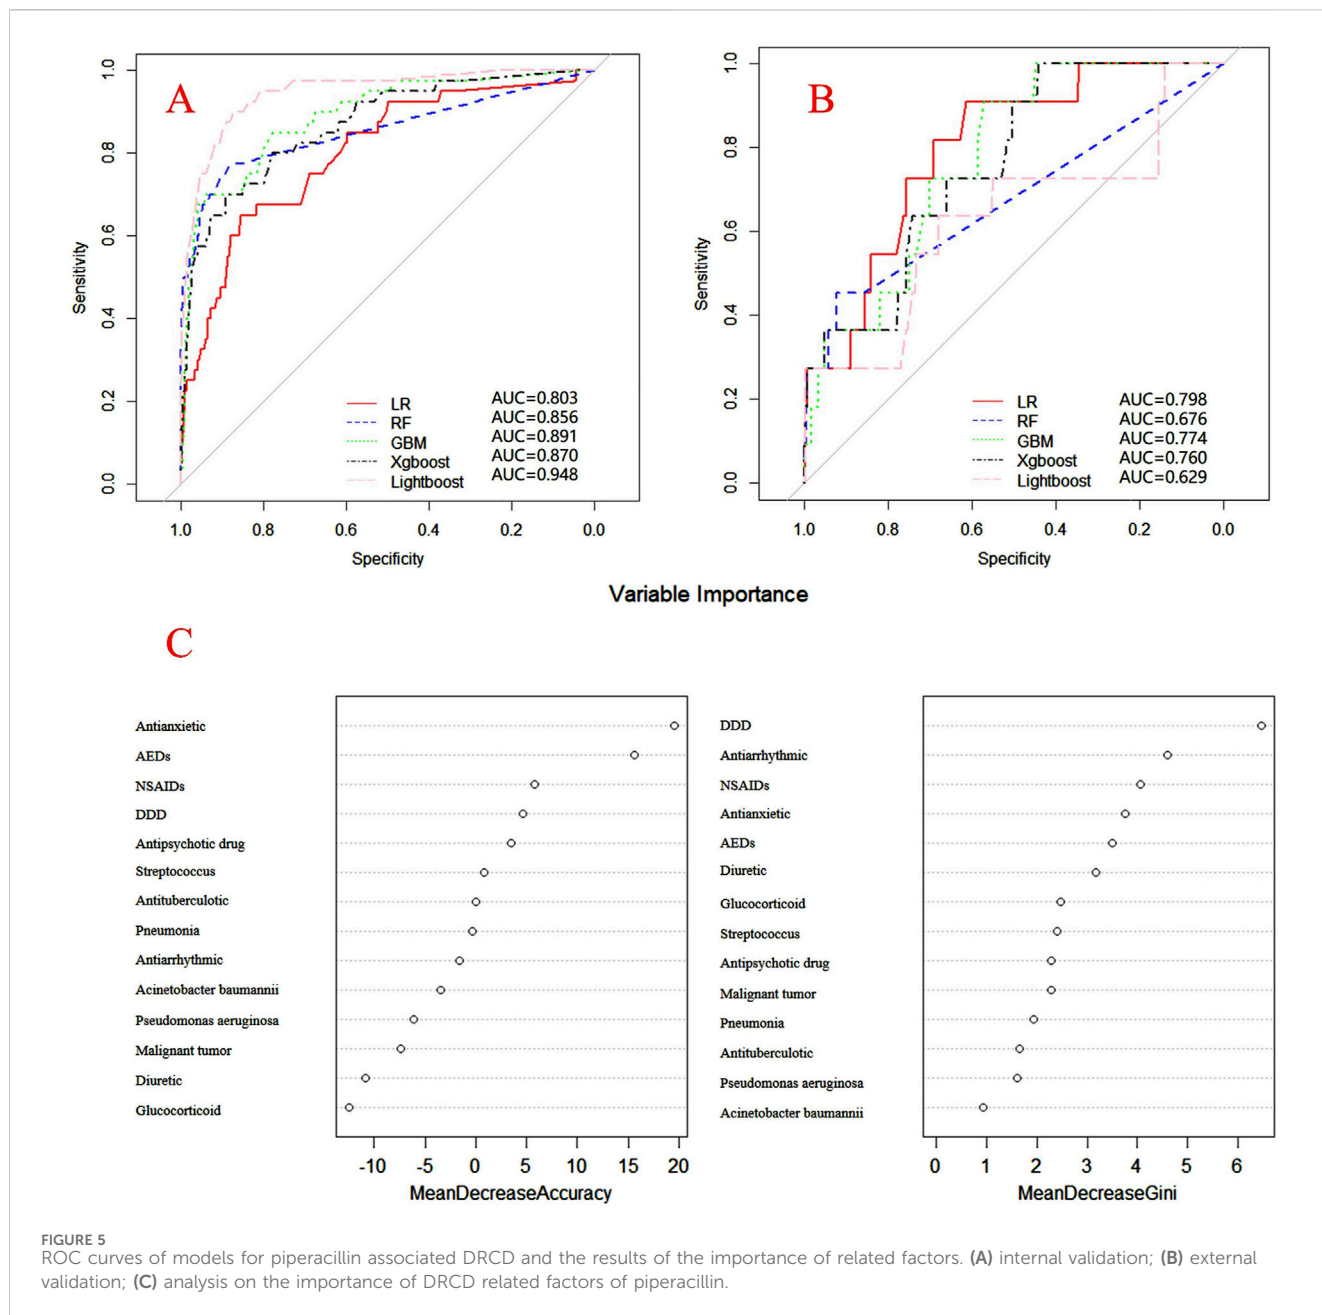 A
1.0
0.8
0.6
0.4
0.2
0.0
Sensitivity
LR AUC=0.803
RF AUC=0.856
GBM AUC=0.891
Xgboost AUC=0.870
Lightboost AUC=0.948
1.0 0.8 0.6 0.4 0.2 0.0
Specificity
B
1.0
0.8
0.6
0.4
0.2
0.0
Sensitivity
LR AUC=0.798
RF AUC=0.676
GBM AUC=0.774
Xgboost AUC=0.760
Lightboost AUC=0.629
1.0 0.8 0.6 0.4 0.2 0.0
Specificity
Variable Importance
C
Antianxietic
AEDs
NSAIDs
DDD
Antipsychotic drug
Streptococcus
Antituberculotic
Pneumonia
Antiarrhythmic
Acinetobacter baumannii
Pseudomonas aeruginosa
Malignant tumor
Diuretic
Glucocorticoid
-10 -5 0 5 10 15 20
MeanDecreaseAccuracy
DDD
Antiarrhythmic
NSAIDs
Antianxietic
AEDs
Diuretic
Glucocorticoid
Streptococcus
Antipsychotic drug
Malignant tumor
Pneumonia
Antituberculotic
Pseudomonas aeruginosa
Acinetobacter baumannii
0 1 2 3 4 5 6
MeanDecreaseGini
FIGURE 5
ROC curves of models for piperacillin associated DRCD and the results of the importance of related factors. (A) internal validation; (B) external
validation; (C) analysis on the importance of DRCD related factors of piperacillin.